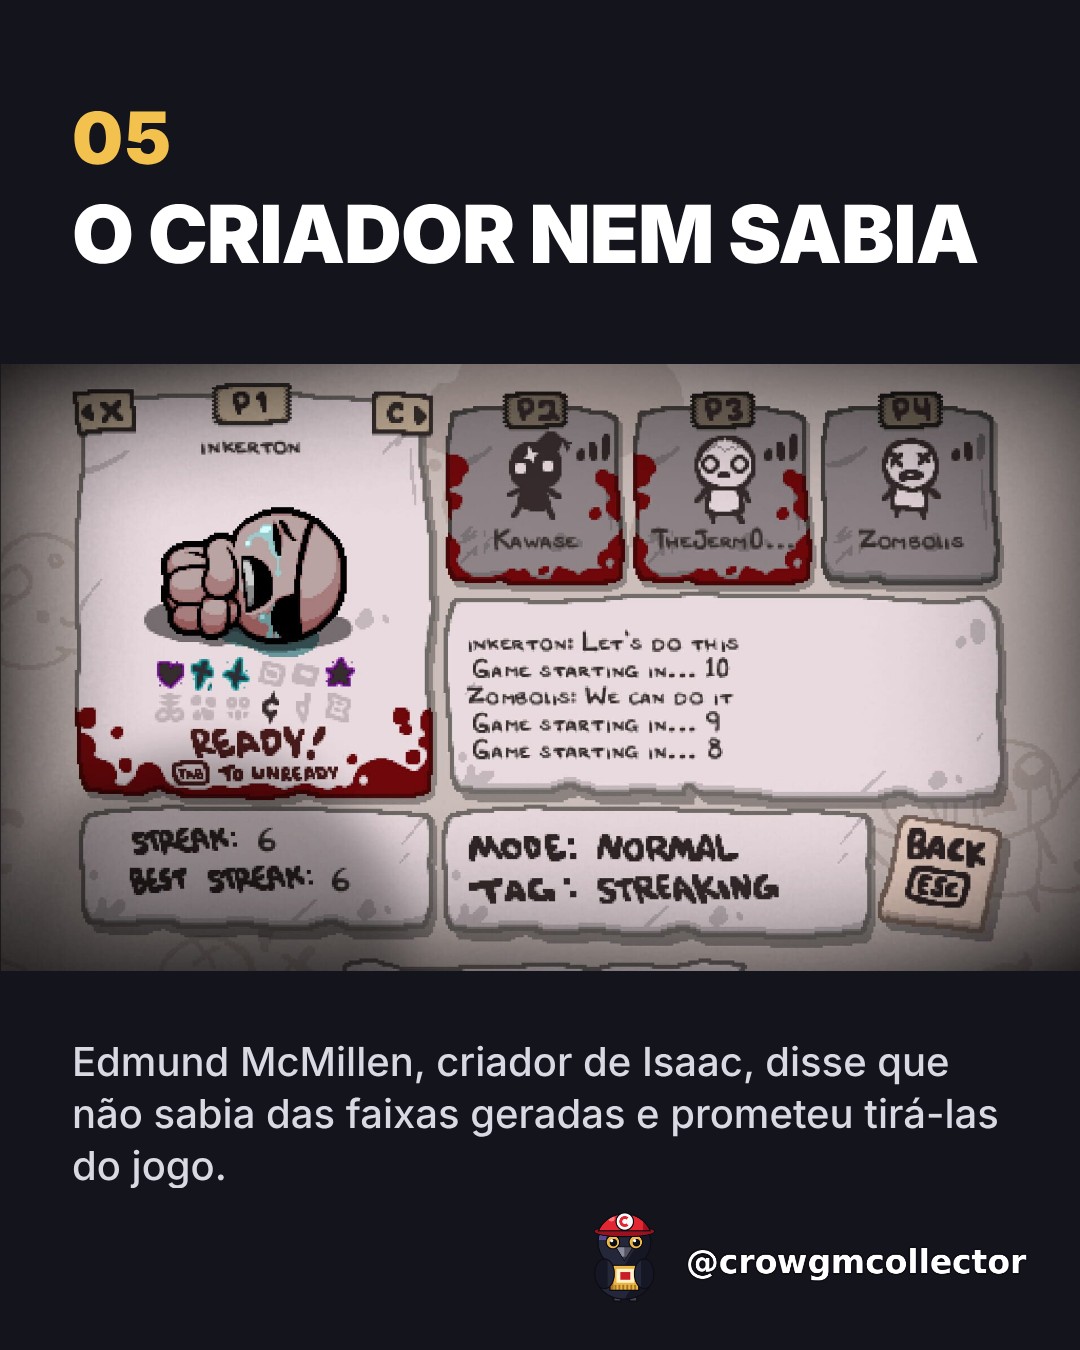 05
O CRIADOR NEM SABIA
X
P1
C
INKERTON
P2
P3
P4
KAWASE
THEJERM0...
ZOMBOLIS
READY!
TAB TO UNREADY
INKERTON: LET'S DO THIS
GAME STARTING IN... 10
ZOMBOLIS: WE CAN DO IT
GAME STARTING IN... 9
GAME STARTING IN... 8
STREAK: 6
BEST STREAK: 6
MODE: NORMAL
TAG: STREAKING
BACK
ESC
Edmund McMillen, criador de Isaac, disse que
não sabia das faixas geradas e prometeu tirá-las
do jogo.
C
@crowgmcollector